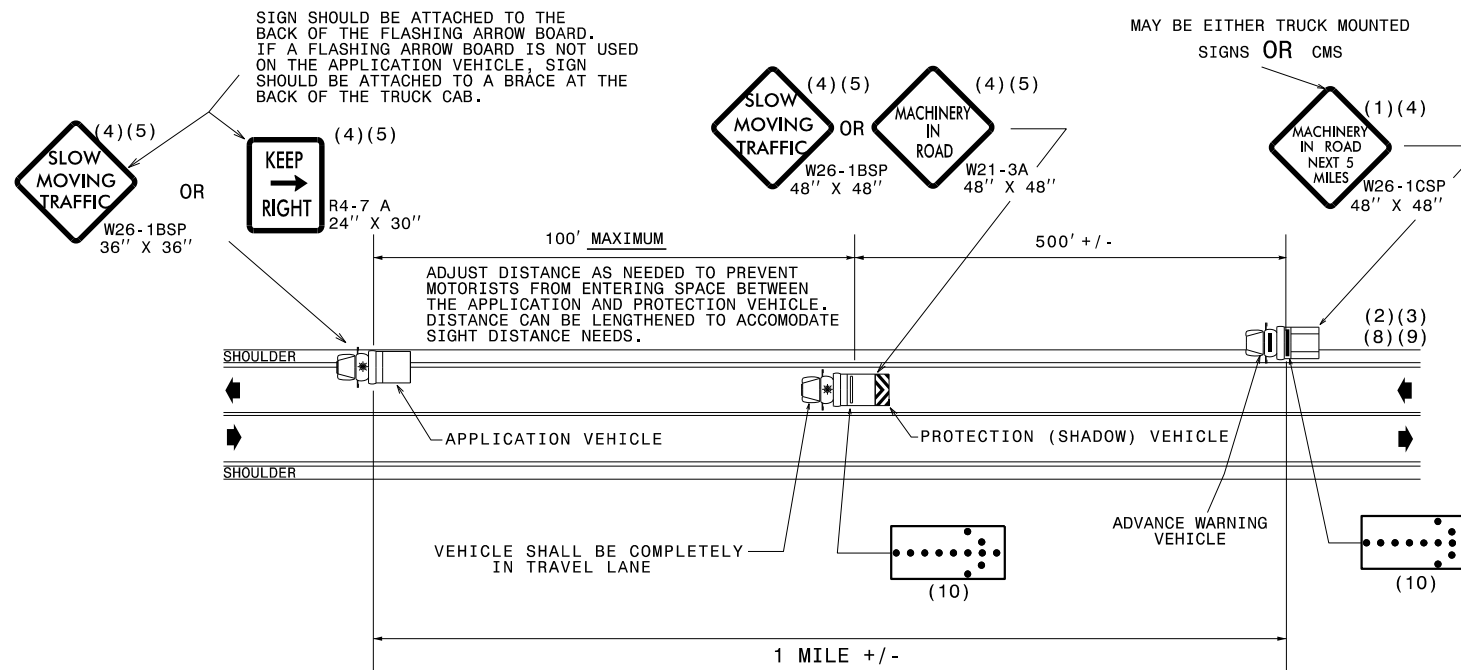 SIGN SHOULD BE ATTACHED TO THE
BACK OF THE FLASHING ARROW BOARD.
IF A FLASHING ARROW BOARD IS NOT USED
ON THE APPLICATION VEHICLE, SIGN
SHOULD BE ATTACHED TO A BRACE AT THE
BACK OF THE TRUCK CAB.
(4)(5)
SLOW
MOVING
TRAFFIC
W26-1BSP
36" X 36"
OR
(4)(5)
KEEP
RIGHT
R4-7 A
24" X 30"
(4)(5)
SLOW
MOVING
TRAFFIC
W26-1BSP
48" X 48"
OR
(4)(5)
MACHINERY
IN
ROAD
W21-3A
48" X 48"
MAY BE EITHER TRUCK MOUNTED
SIGNS OR CMS
(1)(4)
MACHINERY
IN ROAD
NEXT 5
MILES
W26-1CSP
48" X 48"
100' MAXIMUM
500' +/-
ADJUST DISTANCE AS NEEDED TO PREVENT
MOTORISTS FROM ENTERING SPACE BETWEEN
THE APPLICATION AND PROTECTION VEHICLE.
DISTANCE CAN BE LENGTHENED TO ACCOMODATE
SIGHT DISTANCE NEEDS.
(2)(3)
(8)(9)
SHOULDER
APPLICATION VEHICLE
PROTECTION (SHADOW) VEHICLE
SHOULDER
VEHICLE SHALL BE COMPLETELY
IN TRAVEL LANE
(10)
ADVANCE WARNING
VEHICLE
(10)
1 MILE +/-